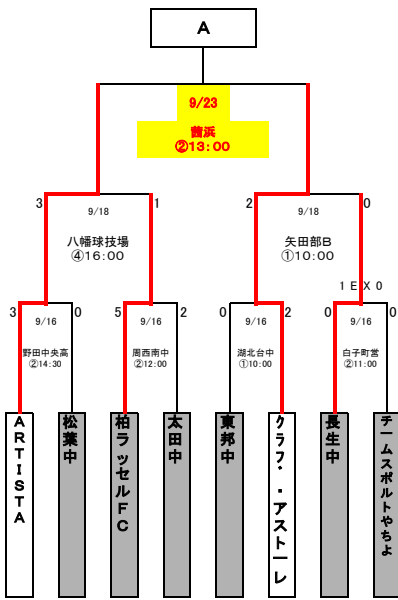 A
9/23
茜浜
②13:00
3 1 2 0
9/18 9/18
八幡球技場 矢田部B
④16:00 ①10:00
1 E X 0
3 0 5 2 0 2 0 0
9/16 9/16 9/16 9/16
野田中央高 周西南中 湖北台中 白子町営
②14:30 ②12:00 ①10:00 ②11:00
ARTISTA
松葉中
柏ラッセルFC
太田中
東邦中
クラブ・アストーレ
長生中
チームスポルトやちよ